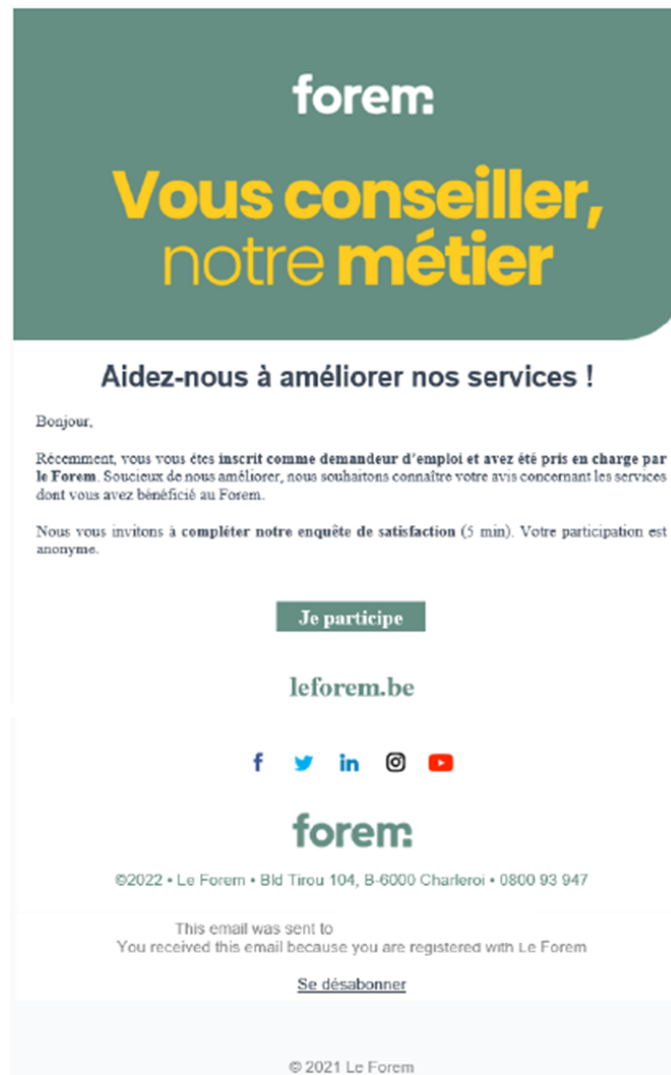 forem
Vous conseiller,
notre métier
Aidez-nous à améliorer nos services !
Bonjour,
Récemment, vous vous êtes inscrit comme demandeur d'emploi et avez été pris en charge par
le Forem. Soucieux de nous améliorer, nous souhaitons connaître votre avis concernant les services
dont vous avez bénéficié au Forem.
Nous vous invitons à compléter notre enquête de satisfaction (5 min). Votre participation est
anonyme.
Je participe
leforem.be
f in
forem
©2022 • Le Forem • Bld Tirou 104, B-6000 Charleroi • 0800 93 947
This email was sent to
You received this email because you are registered with Le Forem
Se désabonner
© 2021 Le Forem